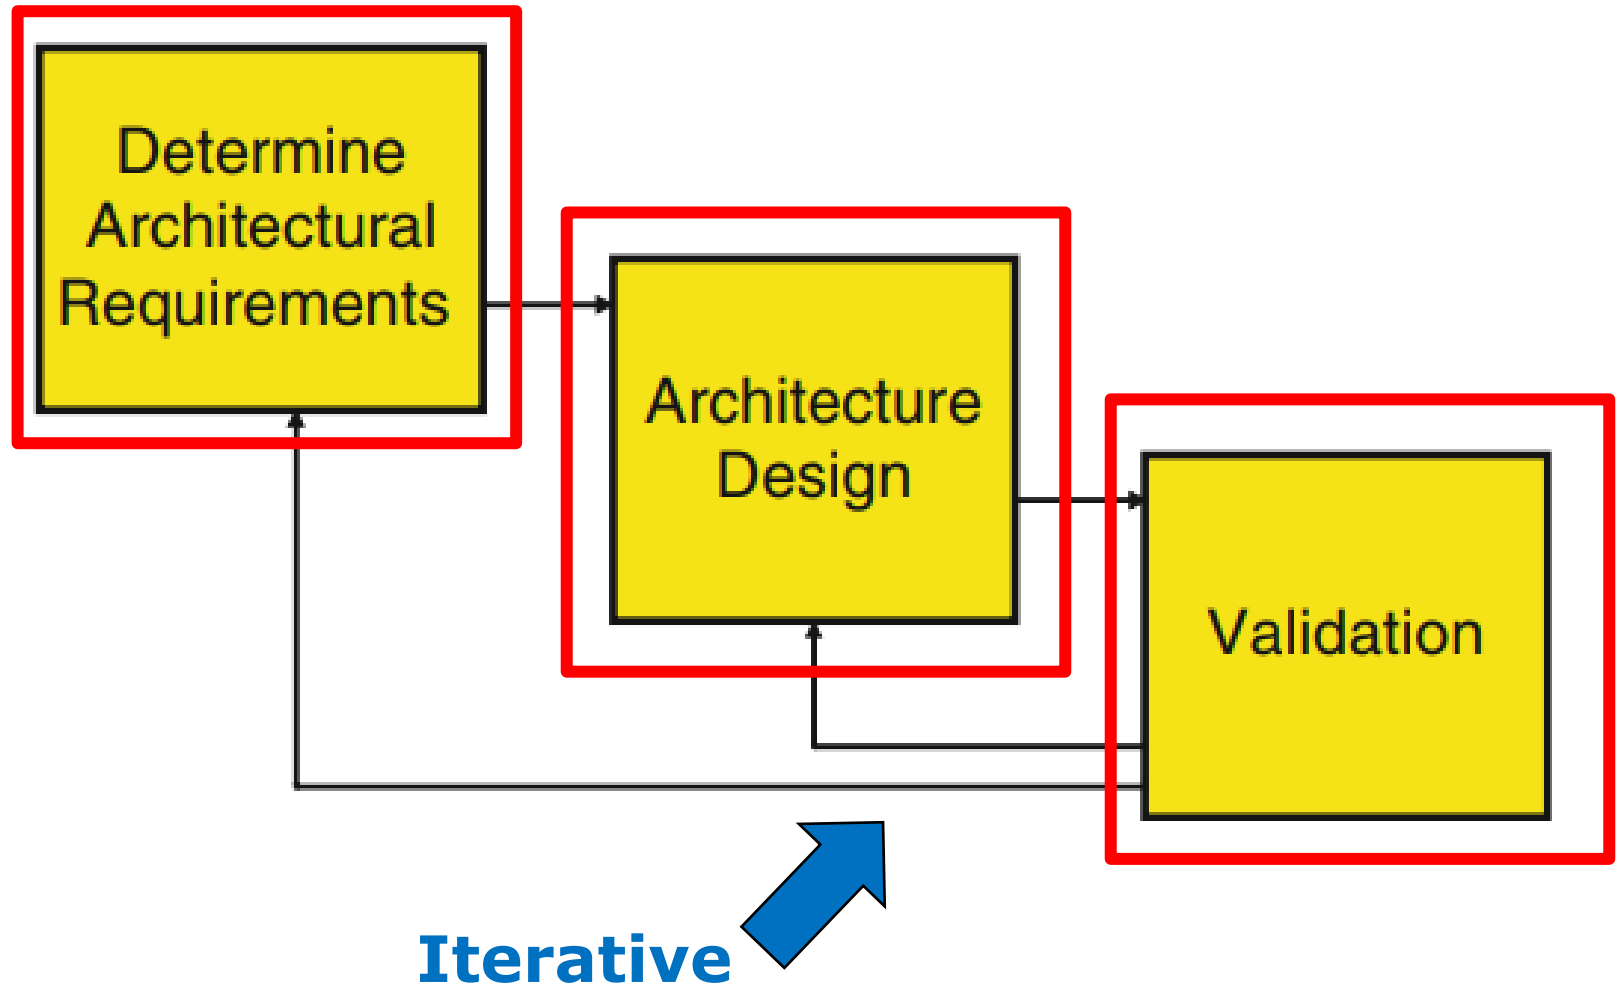 Determine
Architectural
Requirements
Architecture
Design
Validation
Iterative